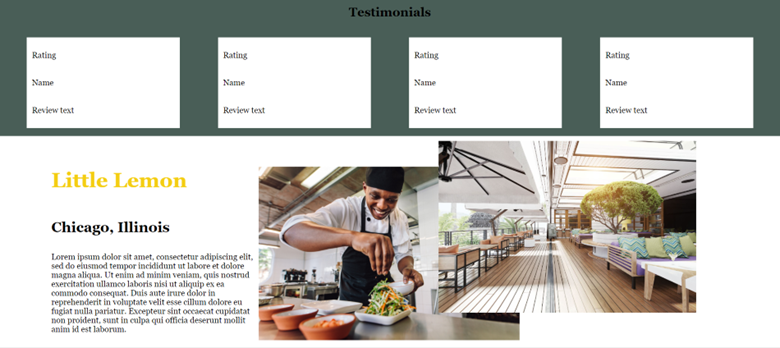 Testimonials
Rating
Name
Review text
Rating
Name
Review text
Rating
Name
Review text
Rating
Name
Review text
Little Lemon
Chicago, Illinois
Lorem ipsum dolor sit amet, consectetur adipiscing elit,
sed do eiusmod tempor incididunt ut labore et dolore
magna aliqua. Ut enim ad minim veniam, quis nostrud
exercitation ullamco laboris nisi ut aliquip ex ea
commodo consequat. Duis aute irure dolor in
reprehenderit in voluptate velit esse cillum dolore eu
fugiat nulla pariatur. Excepteur sint occaecat cupidatat
non proident, sunt in culpa qui officia deserunt mollit
anim id est laborum.